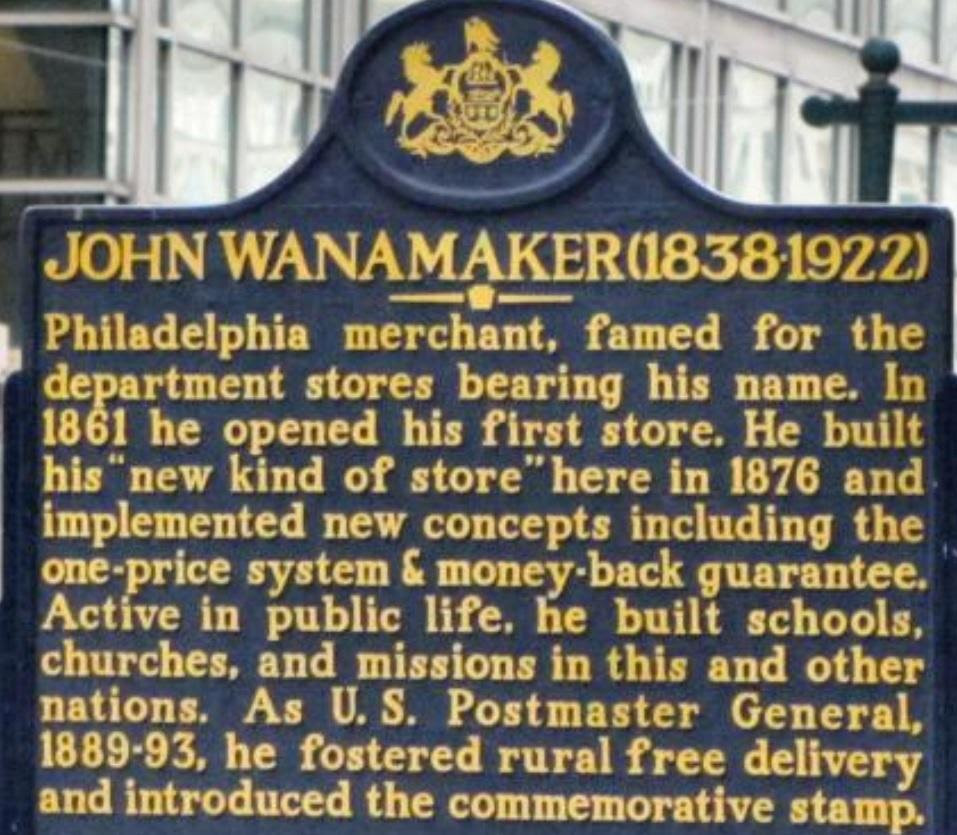 JOHN WANAMAKER(1838·1922)
Philadelphia merchant, famed for the
department stores bearing his name. In
1861 he opened his first store. He built
his “new kind of store” here in 1876 and
implemented new concepts including the
one-price system & money-back guarantee.
Active in public life, he built schools,
churches, and missions in this and other
nations. As U.S. Postmaster General,
1889-93, he fostered rural free delivery
and introduced the commemorative stamp.